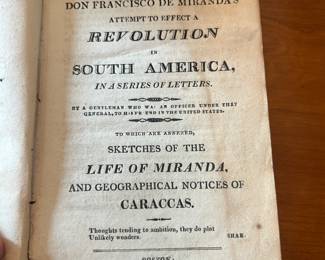 DON FRANCISCO DE MIRANDA'S
ATTEMPT TO EFFECT A
REVOLUTION
IN
SOUTH AMERICA,
IN A SERIES OF LETTERS.
BY A GENTLEMAN WHO WAS AN OFFICER UNDER THAT
GENERAL, TO HIS FRIEND IN THE UNITED STATES.
TO WHICH ARE ANNEXED,
SKETCHES OF THE
LIFE OF MIRANDA,
AND GEOGRAPHICAL NOTICES OF
CARACCAS.
Thoughts tending to ambition, they do plot
Unlikely wonders. SHAK.
BOSTON,